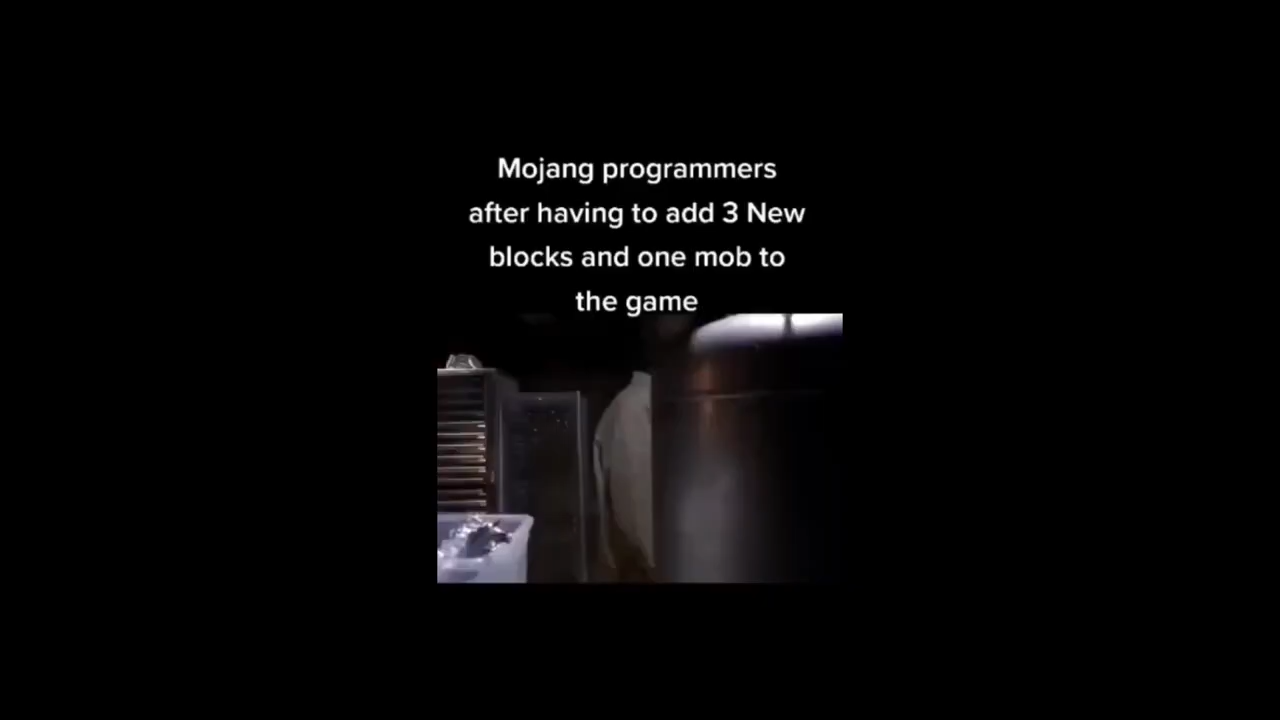 Mojang programmers
after having to add 3 New
blocks and one mob to
the game